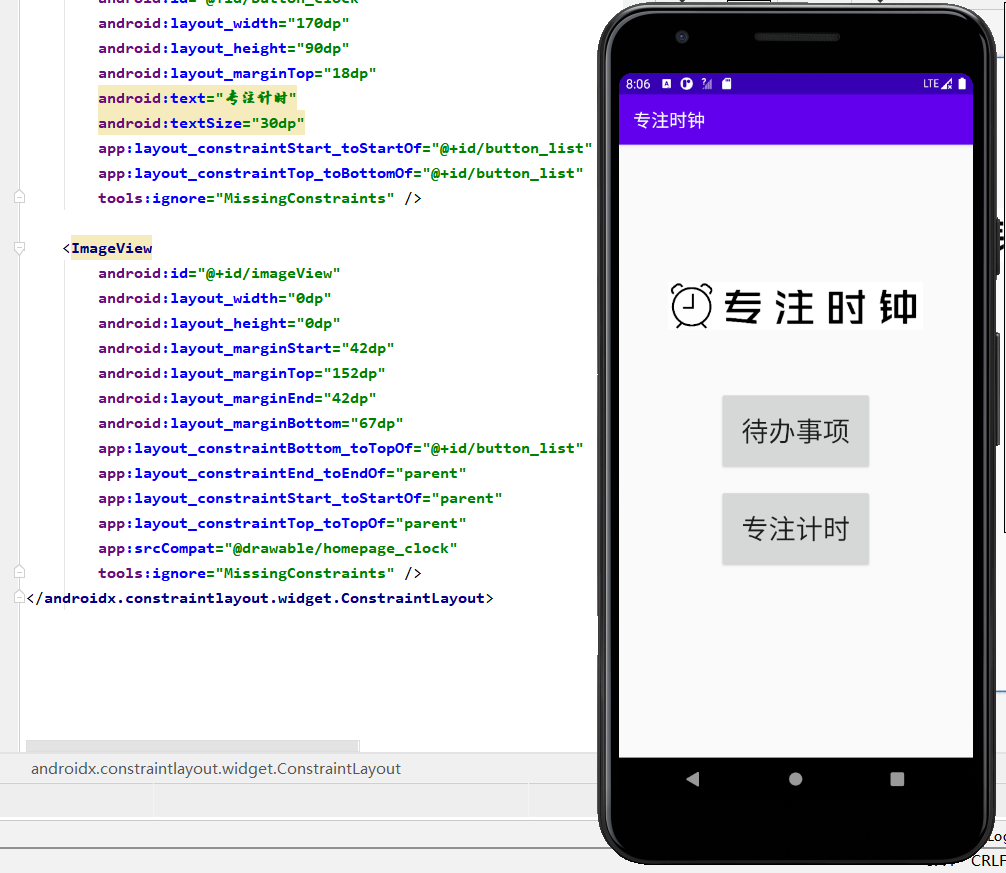 android:id="@+id/button_clock"
android:layout_width="170dp"
android:layout_height="90dp"
android:layout_marginTop="18dp"
android:text="专注计时"
android:textSize="30dp"
app:layout_constraintStart_toStartOf="@+id/button_list"
app:layout_constraintTop_toBottomOf="@+id/button_list"
tools:ignore="MissingConstraints" />
<ImageView
android:id="@+id/imageView"
android:layout_width="0dp"
android:layout_height="0dp"
android:layout_marginStart="42dp"
android:layout_marginTop="152dp"
android:layout_marginEnd="42dp"
android:layout_marginBottom="67dp"
app:layout_constraintBottom_toTopOf="@+id/button_list"
app:layout_constraintEnd_toEndOf="parent"
app:layout_constraintStart_toStartOf="parent"
app:layout_constraintTop_toTopOf="parent"
app:srcCompat="@drawable/homepage_clock"
tools:ignore="MissingConstraints" />
</androidx.constraintlayout.widget.ConstraintLayout>
androidx.constraintlayout.widget.ConstraintLayout
8:06 A LTE
专注时钟
专注时钟
待办事项
专注计时
CRLF